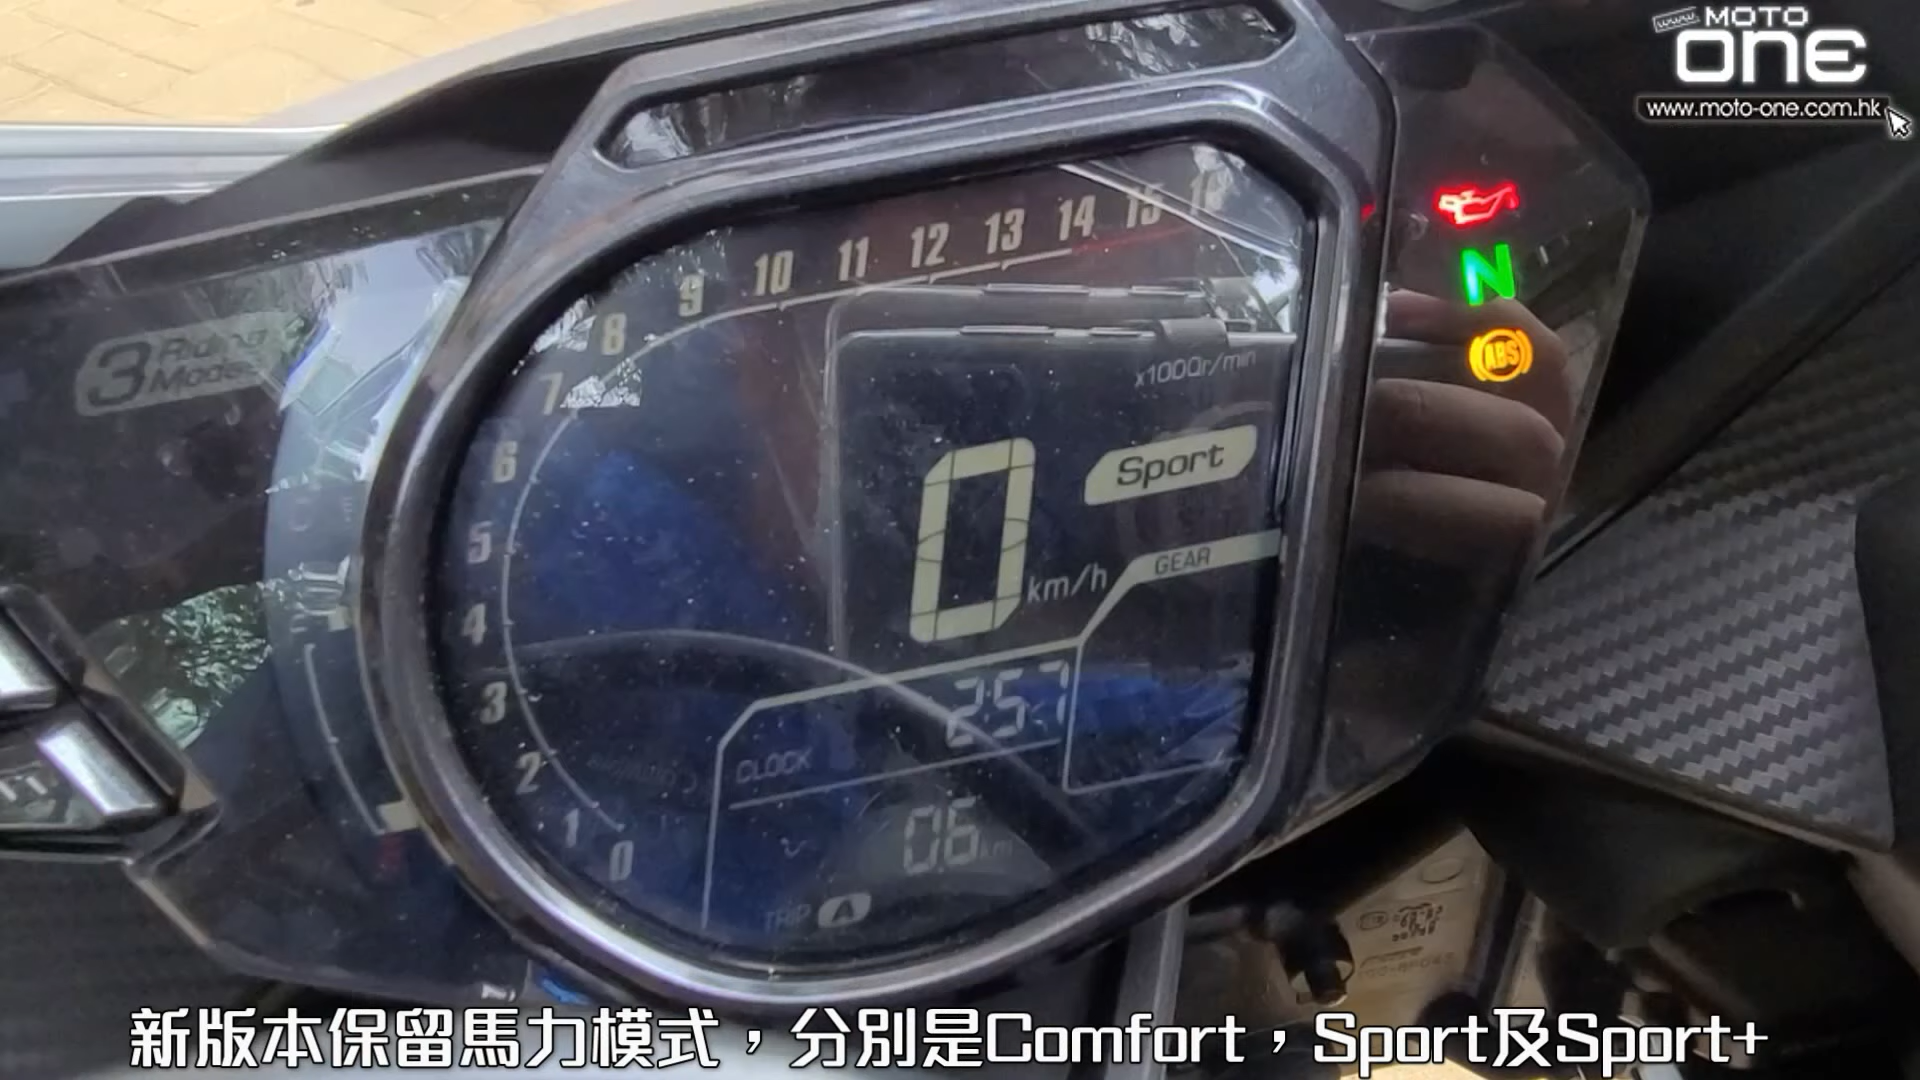 www MOTO
ONE
www.moto-one.com.hk
3 Riding
Modes
0 1 2 3 4 5 6 7 8 9 10 11 12 13 14 15 16
x1000r/min
N
ABS
Sport
0 km/h
GEAR
2:57
CLOCK
06 km
TRIP A
新版本保留馬力模式，分別是Comfort，Sport及Sport+